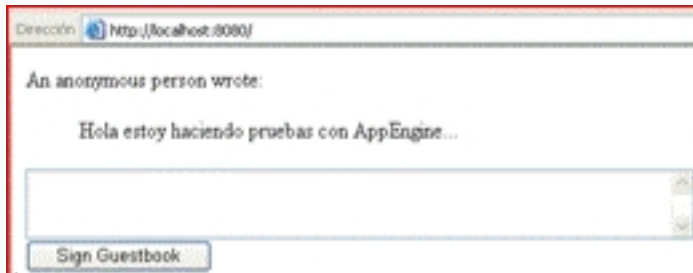 Dirección http://localhost:8080/
An anonymous person wrote:
Hola estoy haciendo pruebas con AppEngine...
Sign Guestbook